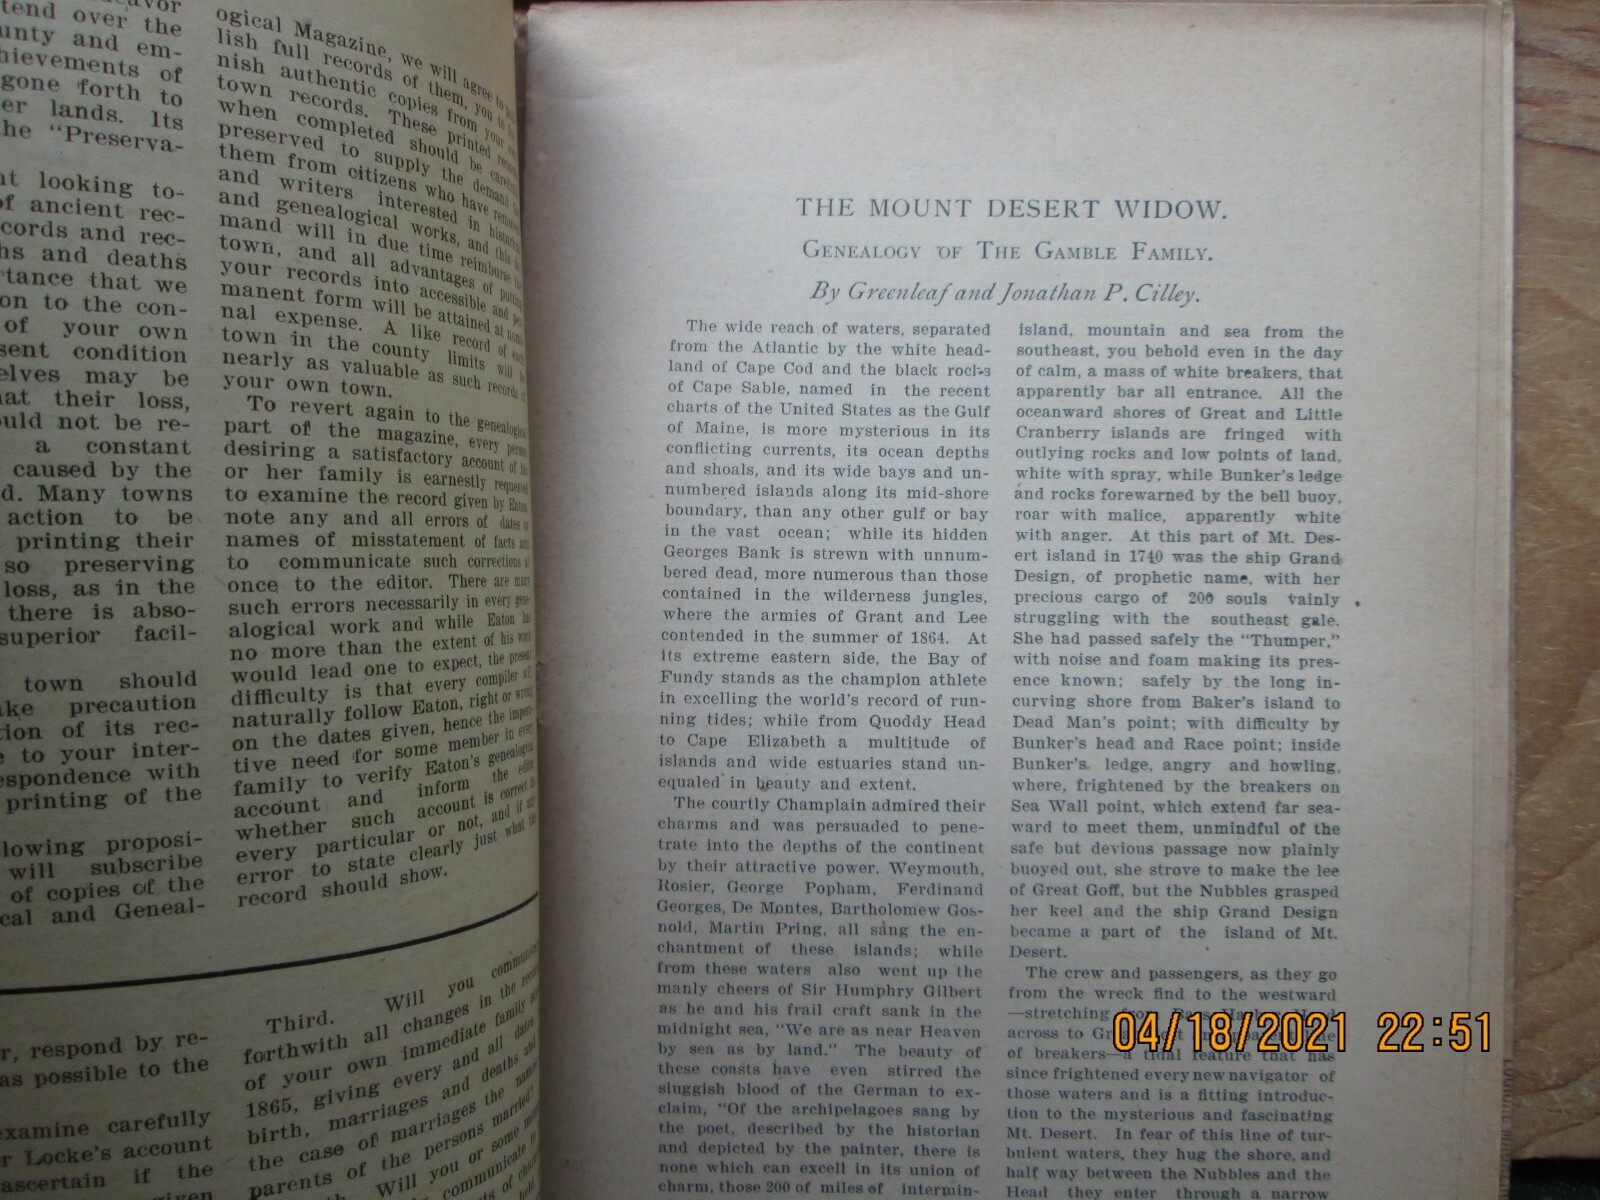 eavor
tend over the
unty and em-
hievements of
gone forth to
er lands. Its
he "Preserva-
nt looking to-
of ancient rec-
cords and rec-
hs and deaths
rtance that we
on to the con-
of your own
sent condition
elves may be
hat their loss,
ould not be re-
a constant
caused by the
d. Many towns
action to be
printing their
so preserving
loss, as in the
there is abso-
superior facil-
town should
ake precaution
tion of its rec-
e to your inter-
espondence with
printing of the
llowing proposi-
will subscribe
of copies of the
cal and Geneal-
ogical Magazine, we will agree to
lish full records of them, you to
nish authentic copies from your
town records. These printed
when completed should be
preserved to supply the demand
them from citizens who have
and writers interested in
and genealogical works, and this
mand will in due time reimburse
town, and all advantages of
your records into accessible and per-
manent form will be attained at nomi-
nal expense. A like record of each
town in the county limits will be
nearly as valuable as such records of
your own town.
To revert again to the genealogical
part of the magazine, every person
desiring a satisfactory account of his
or her family is earnestly requested
to examine the record given by Eaton,
note any and all errors of dates or
names of misstatement of facts and
to communicate such corrections at
once to the editor. There are many
such errors necessarily in every gene-
alogical work and while Eaton has
no more than the extent of his work
would lead one to expect, the present
difficulty is that every compiler will
naturally follow Eaton, right or wrong,
on the dates given, hence the impera-
tive need for some member in every
family to verify Eaton's genealogical
account and inform the editor
whether such account is correct in
every particular or not, and if any
error to state clearly just what the
record should show.
r, respond by re-
as possible to the
examine carefully
r Locke's account
ascertain if the
given
Third. Will you
forthwith all changes in the
of your own immediate family
1865, giving every and all dates
birth, marriages and deaths and
the case of marriages the names
parents of the persons married?
Will you or some
communicate
THE MOUNT DESERT WIDOW.
GENEALOGY OF THE GAMBLE FAMILY.
By Greenleaf and Jonathan P. Cilley.
The wide reach of waters, separated
from the Atlantic by the white head-
land of Cape Cod and the black rocks
of Cape Sable, named in the recent
charts of the United States as the Gulf
of Maine, is more mysterious in its
conflicting currents, its ocean depths
and shoals, and its wide bays and un-
numbered islands along its mid-shore
boundary, than any other gulf or bay
in the vast ocean; while its hidden
Georges Bank is strewn with unnum-
bered dead, more numerous than those
contained in the wilderness jungles,
where the armies of Grant and Lee
contended in the summer of 1864. At
its extreme eastern side, the Bay of
Fundy stands as the champion athlete
in excelling the world's record of run-
ning tides; while from Quoddy Head
to Cape Elizabeth a multitude of
islands and wide estuaries stand un-
equaled in beauty and extent.
The courtly Champlain admired their
charms and was persuaded to pene-
trate into the depths of the continent
by their attractive power. Weymouth,
Rosier, George Popham, Ferdinand
Georges, De Montes, Bartholomew Gos-
nold, Martin Pring, all sang the en-
chantment of these islands; while
from these waters also went up the
manly cheers of Sir Humphry Gilbert
as he and his frail craft sank in the
midnight sea, "We are as near Heaven
by sea as by land." The beauty of
these coasts have even stirred the
sluggish blood of the German to ex-
claim, "Of the archipelagoes sang by
the poet, described by the historian
and depicted by the painter, there is
none which can excell in its union of
charm, those 200 of miles of intermin-
island, mountain and sea from the
southeast, you behold even in the day
of calm, a mass of white breakers, that
apparently bar all entrance. All the
oceanward shores of Great and Little
Cranberry islands are fringed with
outlying rocks and low points of land,
white with spray, while Bunker's ledge
and rocks forewarned by the bell buoy,
roar with malice, apparently white
with anger. At this part of Mt. Des-
ert island in 1740 was the ship Grand
Design, of prophetic name, with her
precious cargo of 200 souls vainly
struggling with the southeast gale.
She had passed safely the "Thumper,"
with noise and foam making its pres-
ence known; safely by the long in-
curving shore from Baker's island to
Dead Man's point; with difficulty by
Bunker's head and Race point; inside
Bunker's ledge, angry and howling,
where, frightened by the breakers on
Sea Wall point, which extend far sea-
ward to meet them, unmindful of the
safe but devious passage now plainly
buoyed out, she strove to make the lee
of Great Goff, but the Nubbles grasped
her keel and the ship Grand Design
became a part of the island of Mt.
Desert.
The crew and passengers, as they go
from the wreck find to the westward
—stretching from Bass Harbor Head
across to
of breakers—a tidal feature that has
since frightened every new navigator of
those waters and is a fitting introduc-
tion to the mysterious and fascinating
Mt. Desert. In fear of this line of tur-
bulent waters, they hug the shore, and
half way between the Nubbles and the
Head they enter through a narrow
04/18/2021 22:51